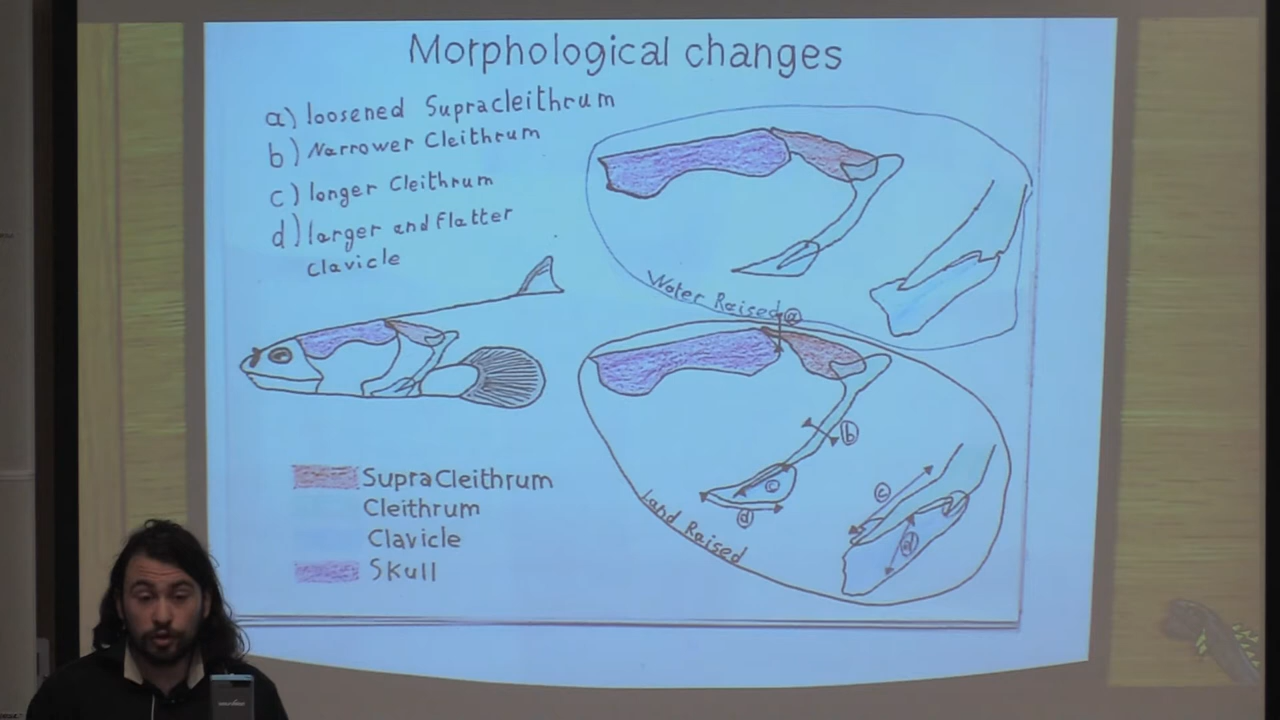 Morphological changes
a) loosened Supracleithrum
b) Narrower Cleithrum
c) longer Cleithrum
d) larger and flatter
clavicle
Water Raised
a
b
c
d
c
d
Land Raised
SupraCleithrum
Cleithrum
Clavicle
Skull